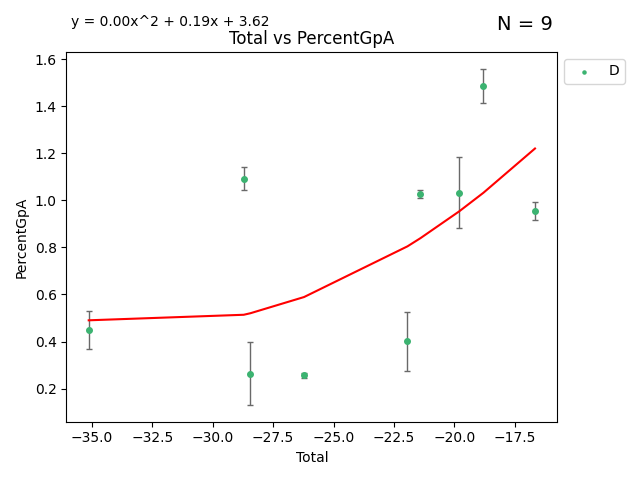 y = 0.00x^2 + 0.19x + 3.62
N = 9
Total vs PercentGpA
D
PercentGpA
1.6
1.4
1.2
1.0
0.8
0.6
0.4
0.2
−35.0 −32.5 −30.0 −27.5 −25.0 −22.5 −20.0 −17.5
Total